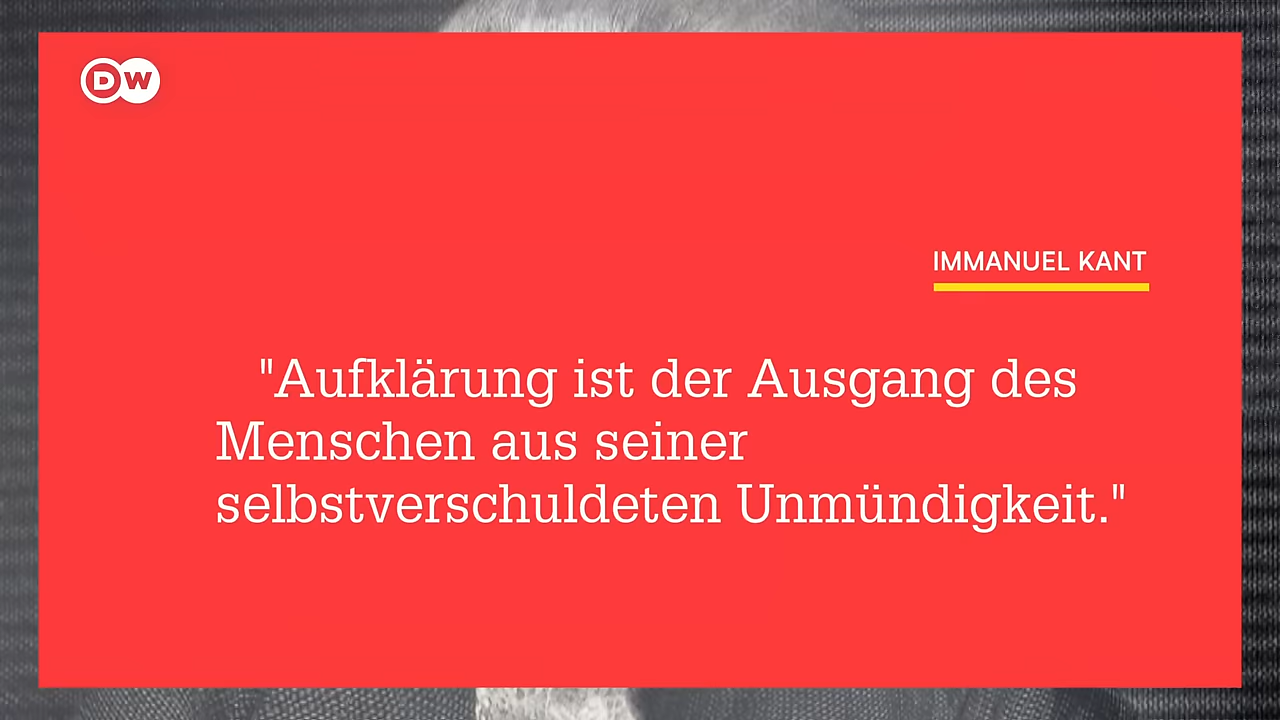 DW
IMMANUEL KANT
"Aufklärung ist der Ausgang des
Menschen aus seiner
selbstverschuldeten Unmündigkeit."